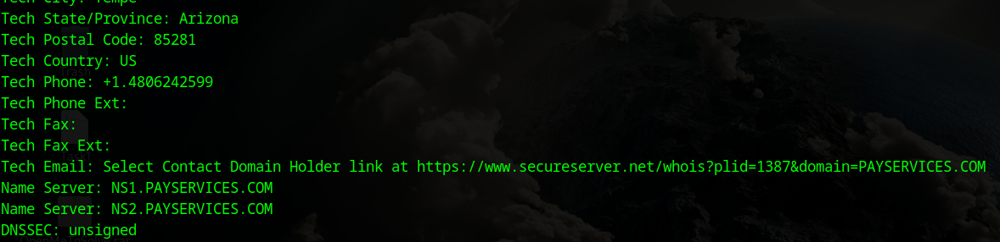 Tech City: Tempe
Tech State/Province: Arizona
Tech Postal Code: 85281
Tech Country: US
Tech Phone: +1.4806242599
Tech Phone Ext:
Tech Fax:
Tech Fax Ext:
Tech Email: Select Contact Domain Holder link at https://www.secureserver.net/whois?plid=1387&domain=PAYSERVICES.COM
Name Server: NS1.PAYSERVICES.COM
Name Server: NS2.PAYSERVICES.COM
DNSSEC: unsigned